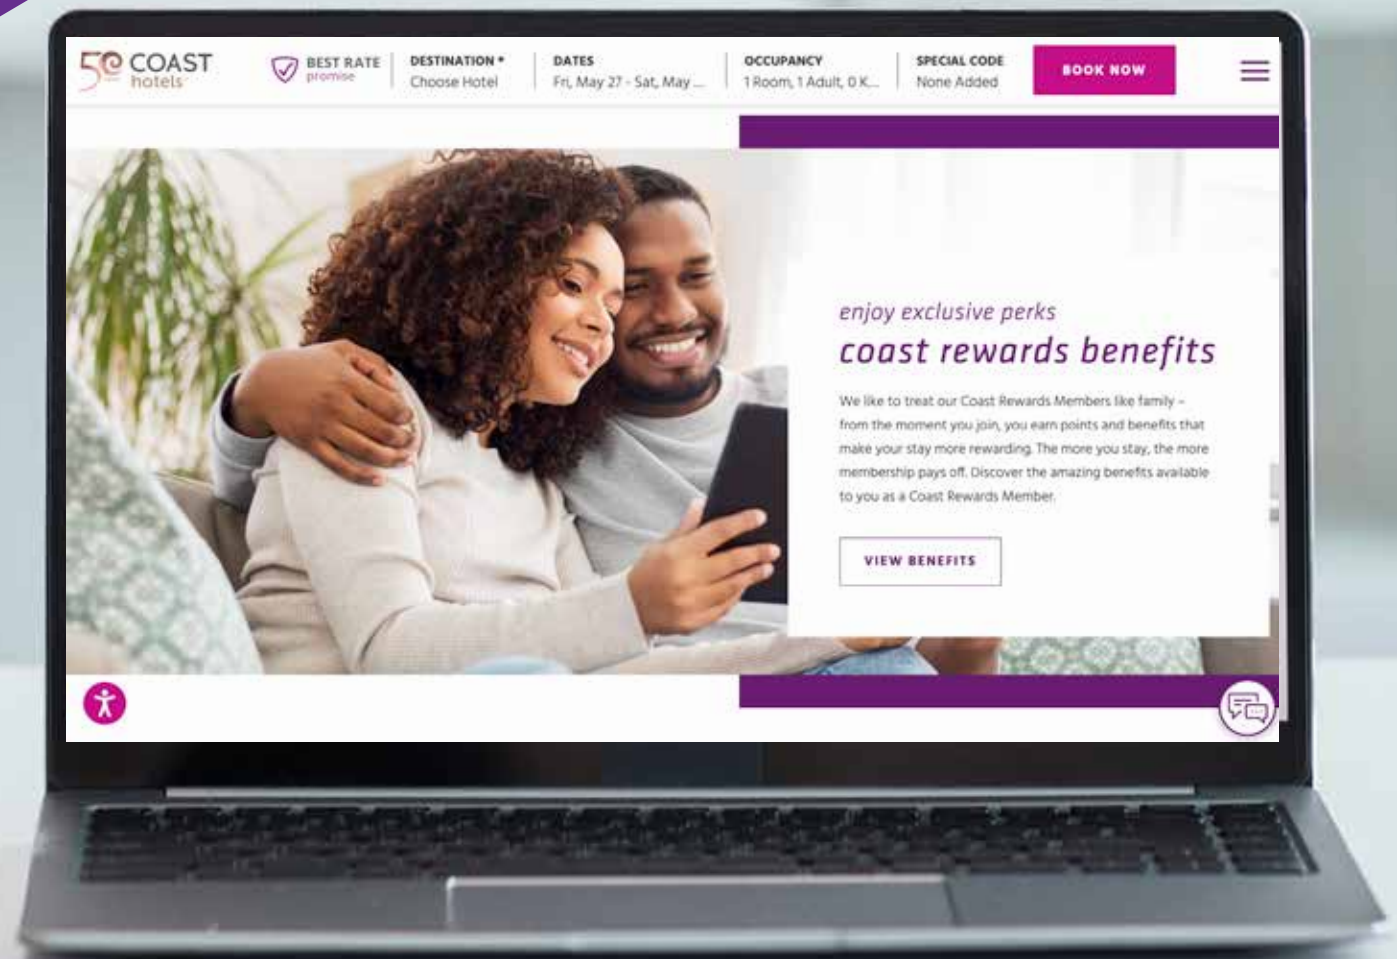 50 COAST
hotels
BEST RATE
promise
DESTINATION *
Choose Hotel
DATES
Fri, May 27 - Sat, May ...
OCCUPANCY
1 Room, 1 Adult, 0 K...
SPECIAL CODE
None Added
BOOK NOW
enjoy exclusive perks
coast rewards benefits
We like to treat our Coast Rewards Members like family –
from the moment you join, you earn points and benefits that
make your stay more rewarding. The more you stay, the more
membership pays off. Discover the amazing benefits available
to you as a Coast Rewards Member.
VIEW BENEFITS